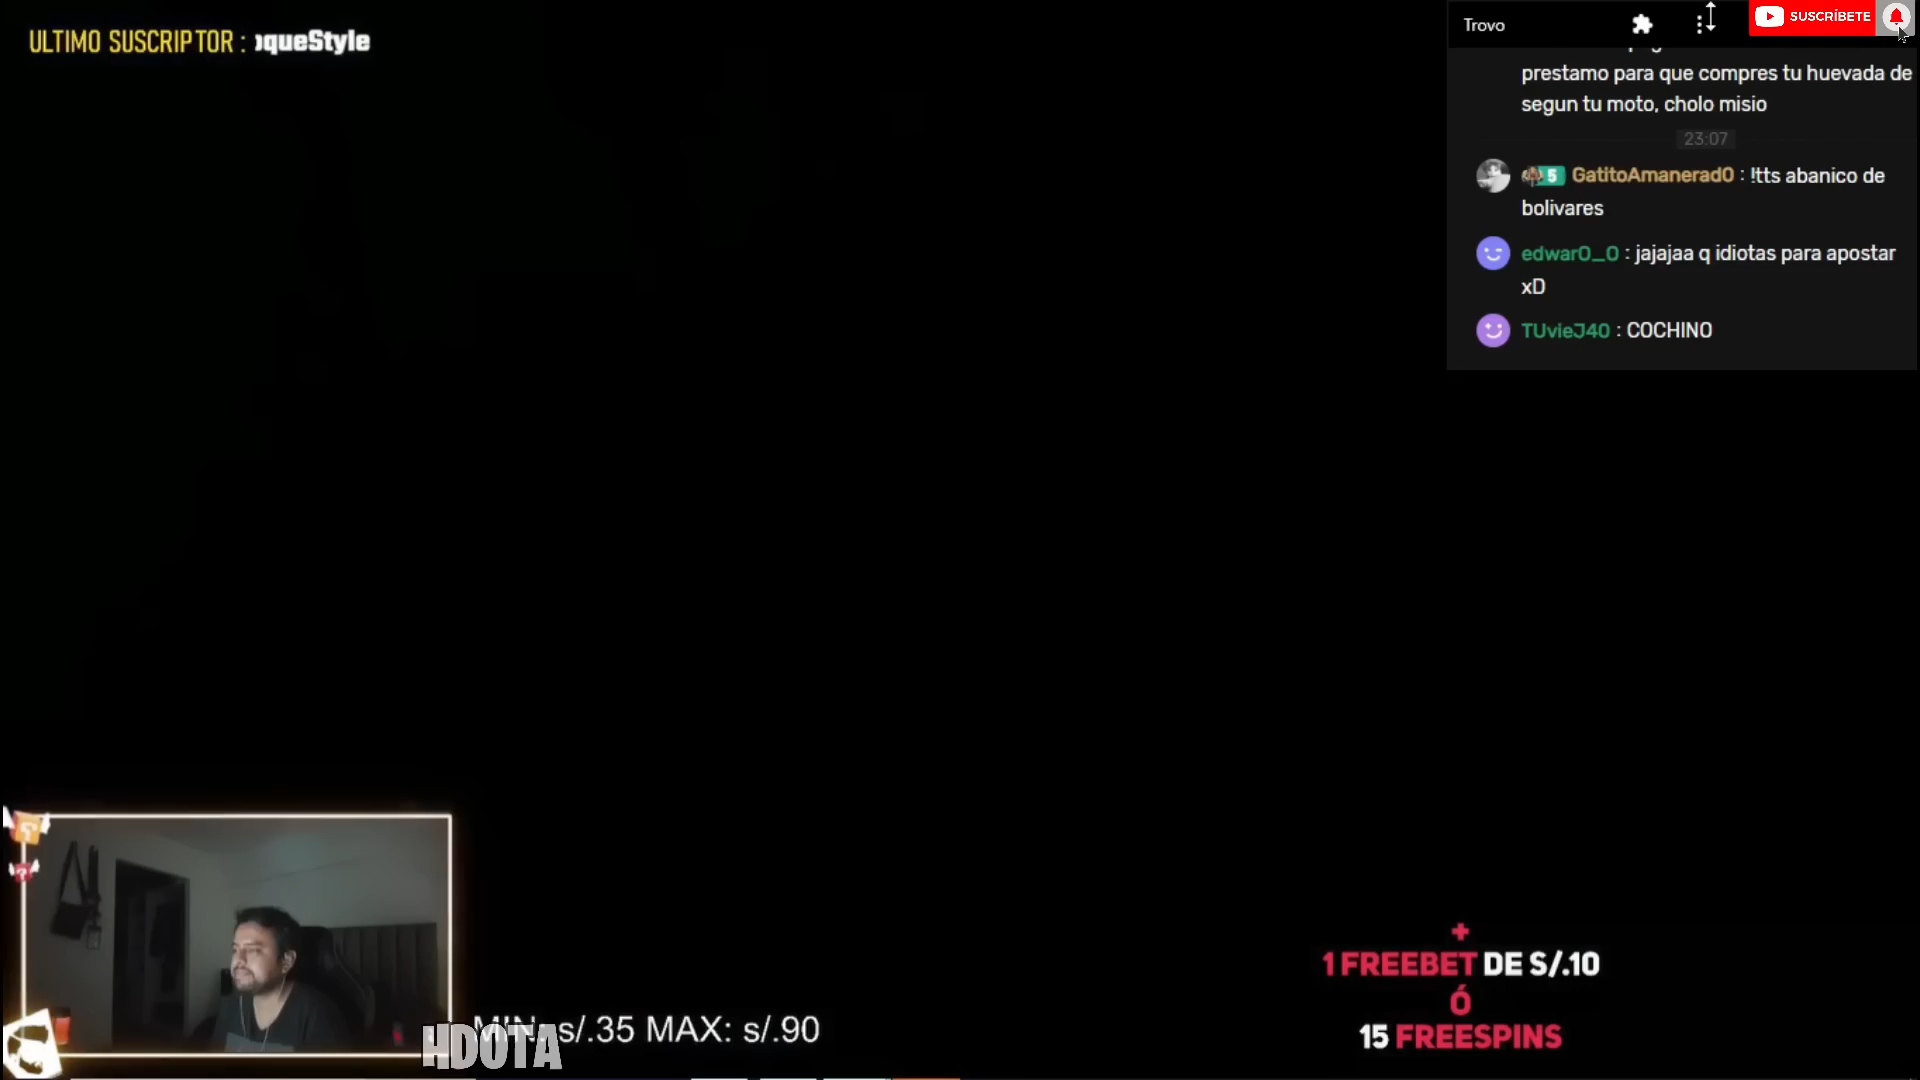 ULTIMO SUSCRIPTOR : queStyle
Trovo
SUSCRÍBETE
prestamo para que compres tu huevada de
segun tu moto, cholo misio
23:07
5 GatitoAmanerad0 : !tts abanico de
bolivares
edwar0_0 : jajajaa q idiotas para apostar
xD
TUvieJ40 : COCHINO
+
1 FREEBET DE S/.10
Ó
15 FREESPINS
MIN: s/.35 MAX: s/.90
HDOTA